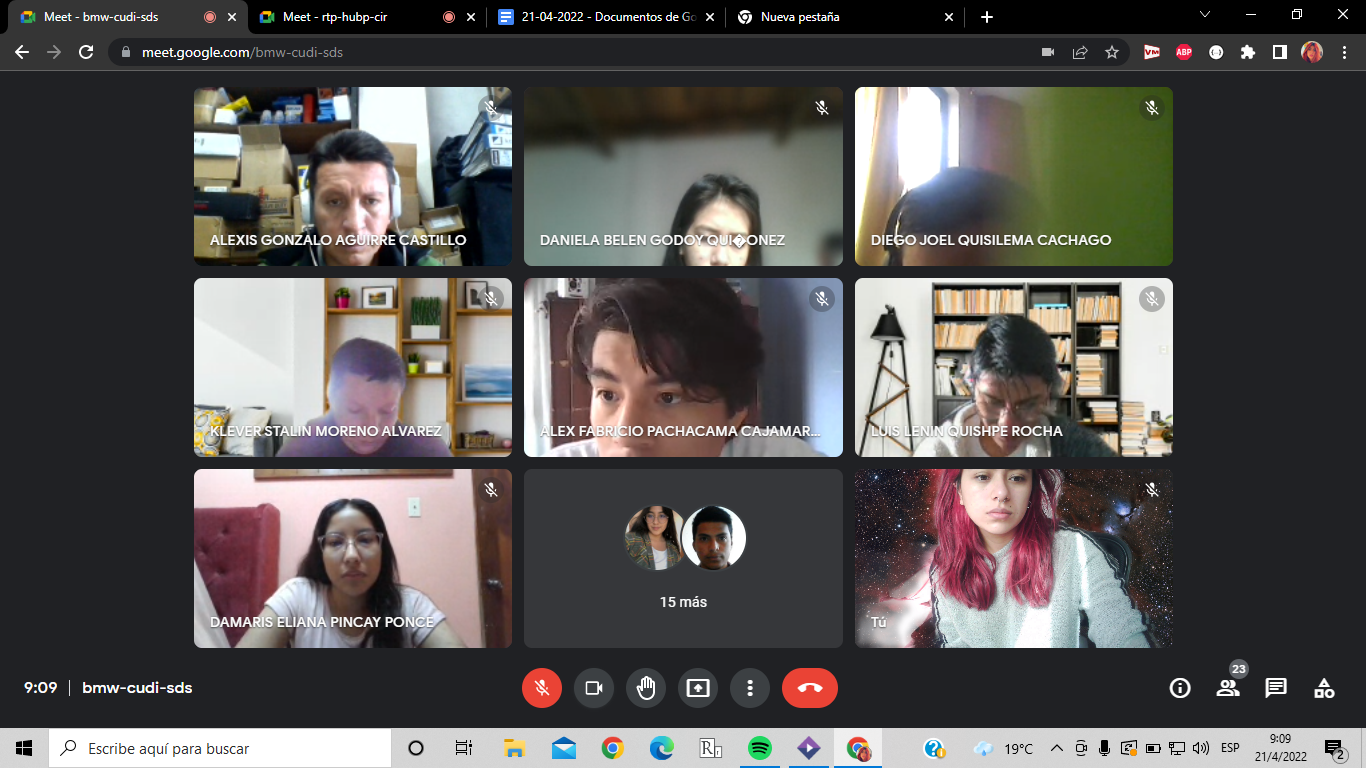 Meet - bmw-cudi-sds
Meet - rtp-hubp-cir
21-04-2022 - Documentos de Go
Nueva pestaña
meet.google.com/bmw-cudi-sds
VM
ABP
ALEXIS GONZALO AGUIRRE CASTILLO
DANIELA BELEN GODOY QUI�ONEZ
DIEGO JOEL QUISILEMA CACHAGO
KLEVER STALIN MORENO ALVAREZ
ALEX FABRICIO PACHACAMA CAJAMAR...
LUIS LENIN QUISHPE ROCHA
DAMARIS ELIANA PINCAY PONCE
15 más
Tú
9:09 | bmw-cudi-sds
23
Escribe aquí para buscar
19°C
ESP
9:09
21/4/2022
2